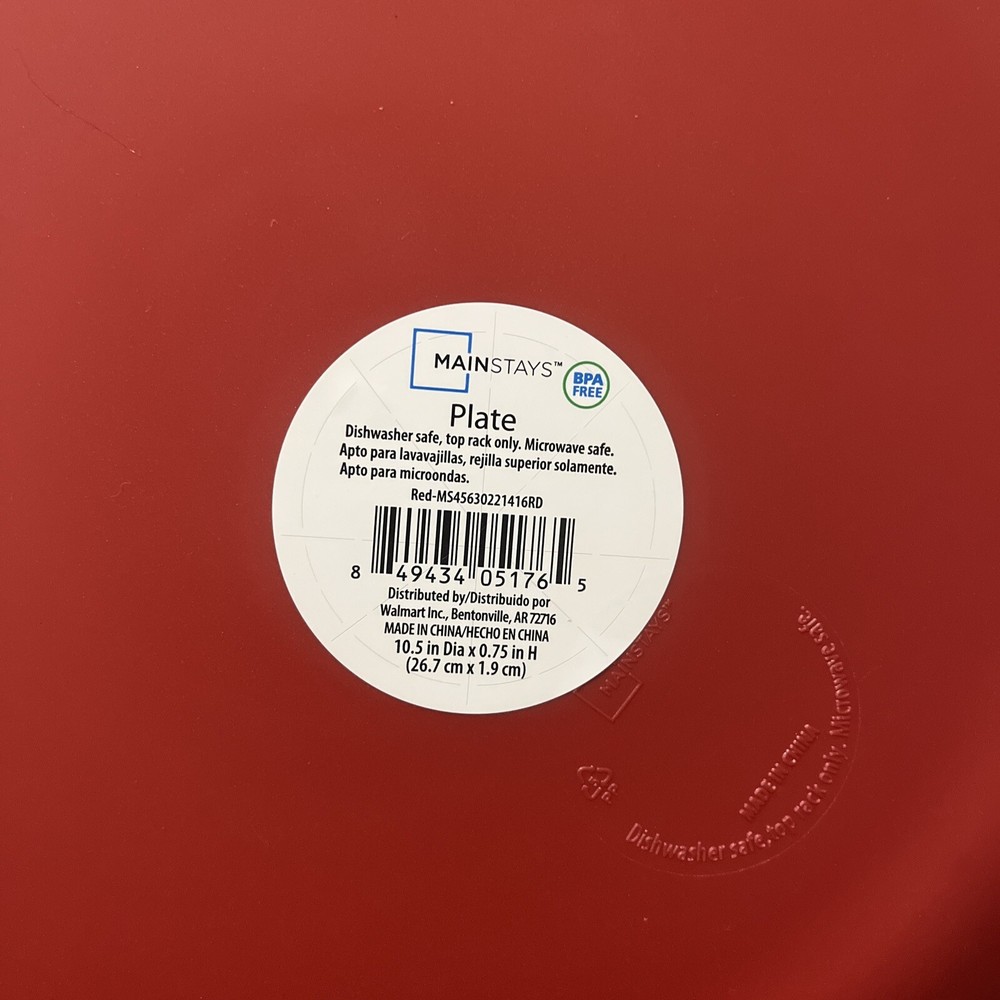 MAINSTAYS™
BPA
FREE
Plate
Dishwasher safe, top rack only. Microwave safe.
Apto para lavavajillas, rejilla superior solamente.
Apto para microondas.
Red-MS45630221416RD
8 49434 05176 5
Distributed by/Distribuido por
Walmart Inc., Bentonville, AR 72716
MADE IN CHINA/HECHO EN CHINA
10.5 in Dia x 0.75 in H
(26.7 cm x 1.9 cm)
MAINSTAYS™
MADE IN CHINA
Dishwasher safe, top rack only. Microwave safe.